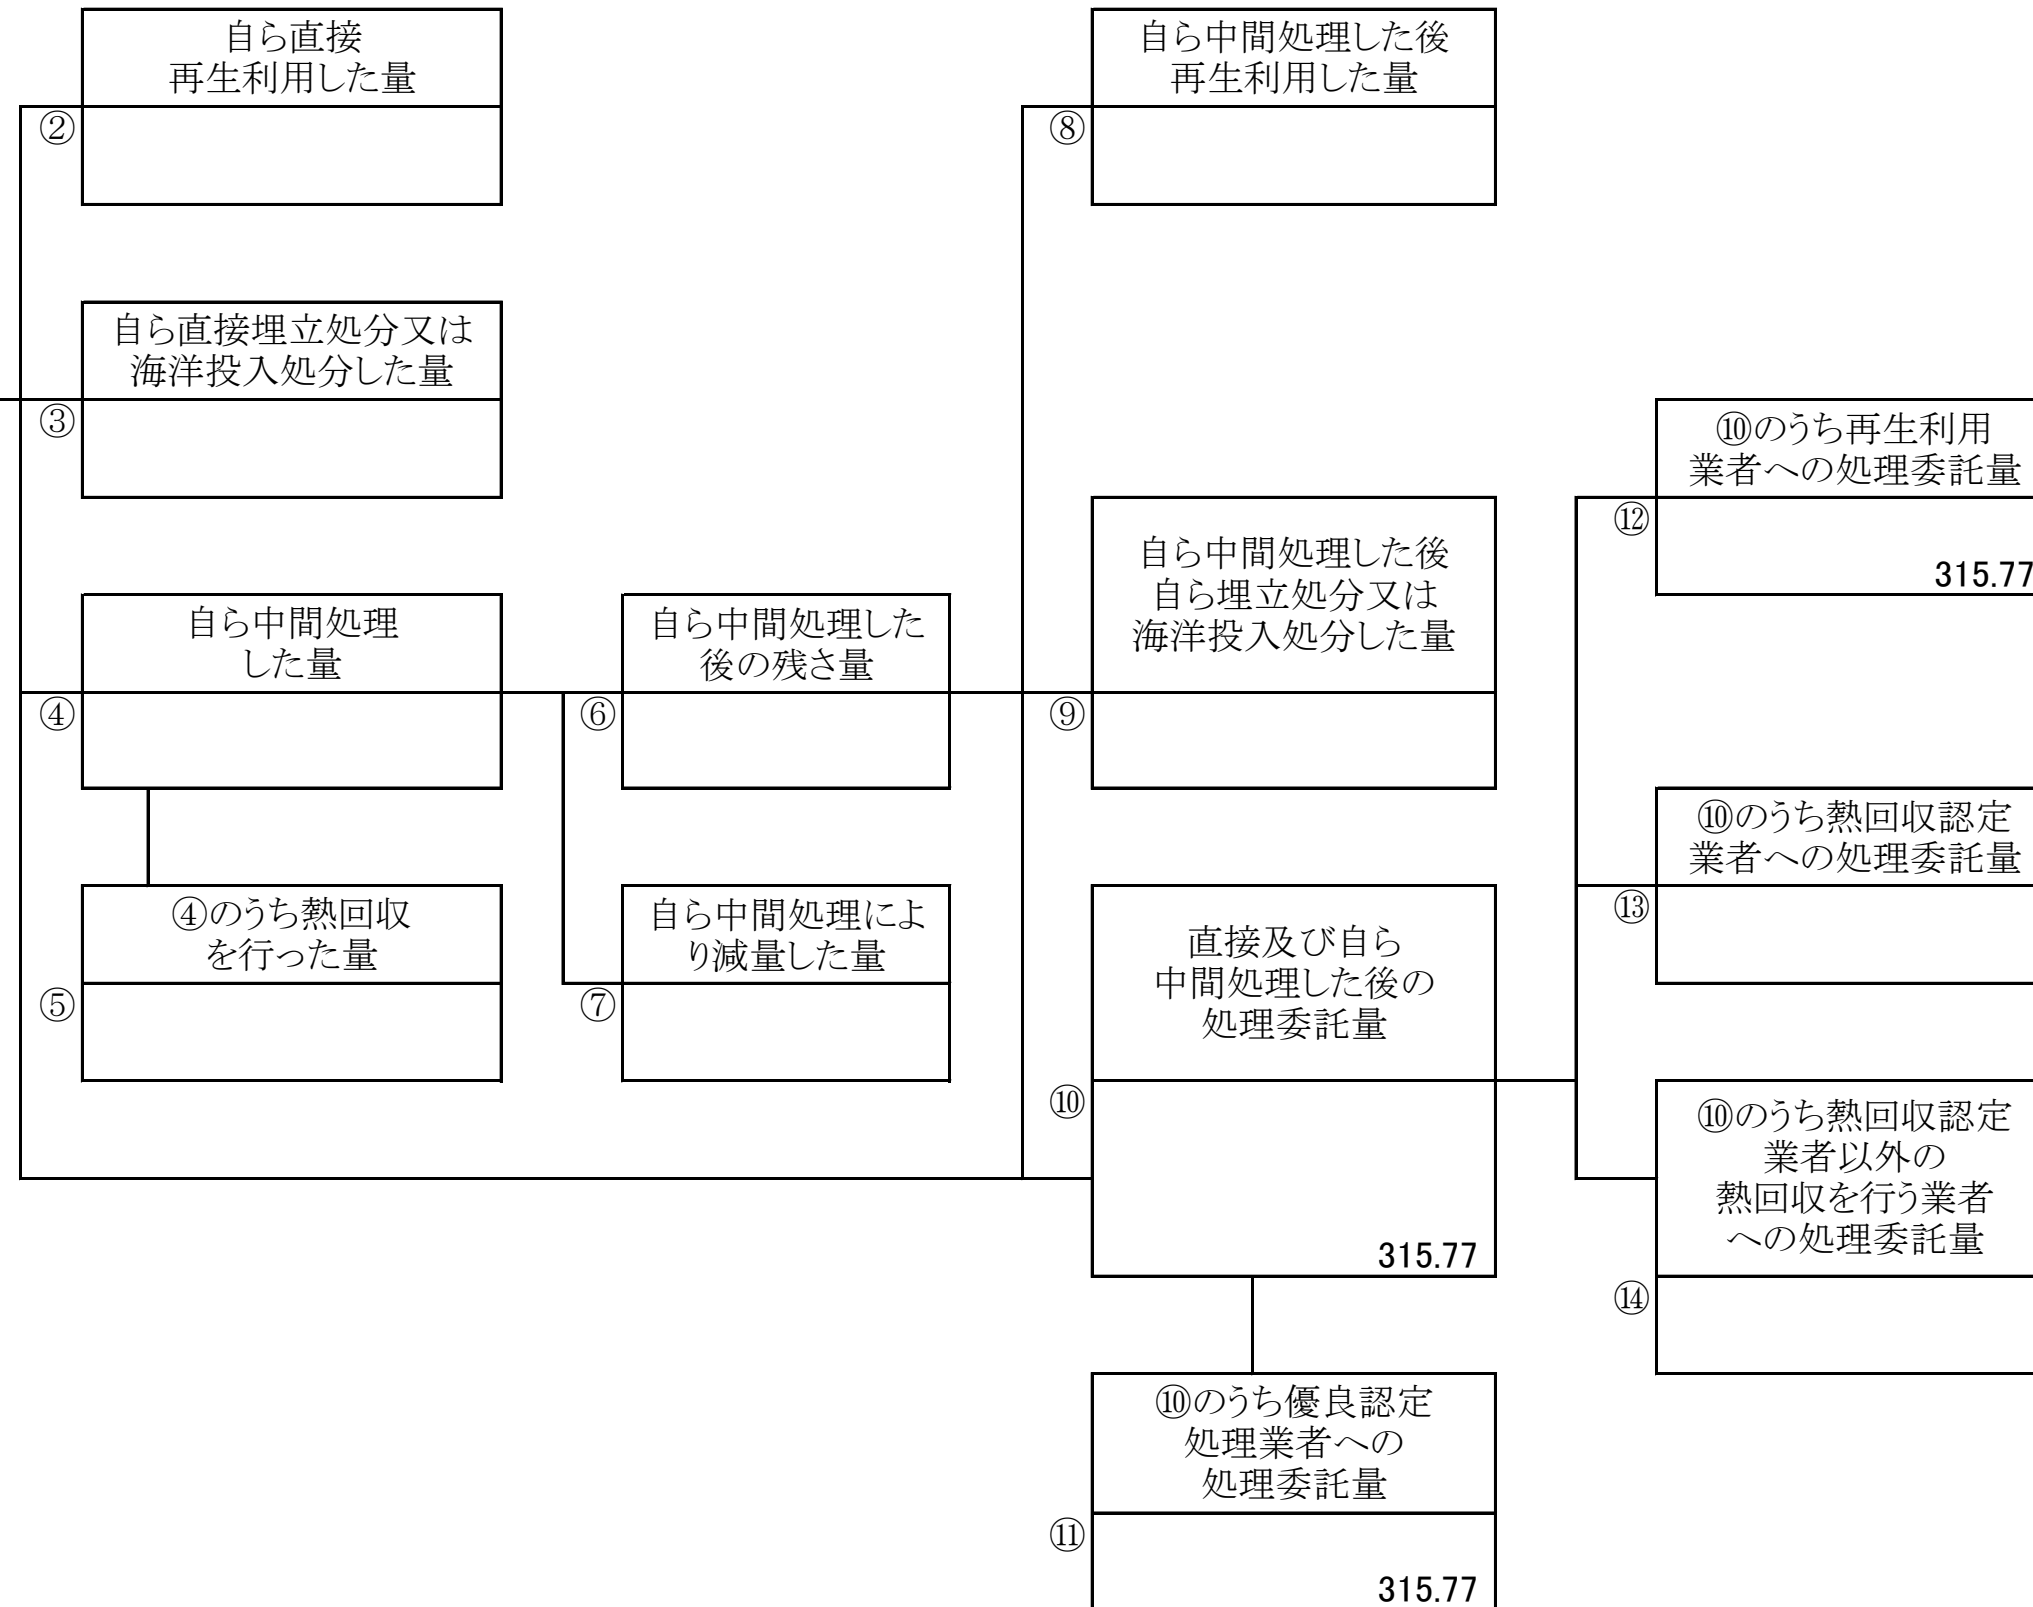 自ら直接
再生利用した量
②
自ら中間処理した後
再生利用した量
⑧
自ら直接埋立処分又は
海洋投入処分した量
③
⑩のうち再生利用
業者への処理委託量
⑫
315.77
自ら中間処理した後
自ら埋立処分又は
海洋投入処分した量
⑨
自ら中間処理
した量
④
自ら中間処理した
後の残さ量
⑥
⑩のうち熱回収認定
業者への処理委託量
⑬
④のうち熱回収
を行った量
⑤
自ら中間処理によ
り減量した量
⑦
直接及び自ら
中間処理した後の
処理委託量
⑩
315.77
⑩のうち熱回収認定
業者以外の
熱回収を行う業者
への処理委託量
⑭
⑩のうち優良認定
処理業者への
処理委託量
⑪
315.77